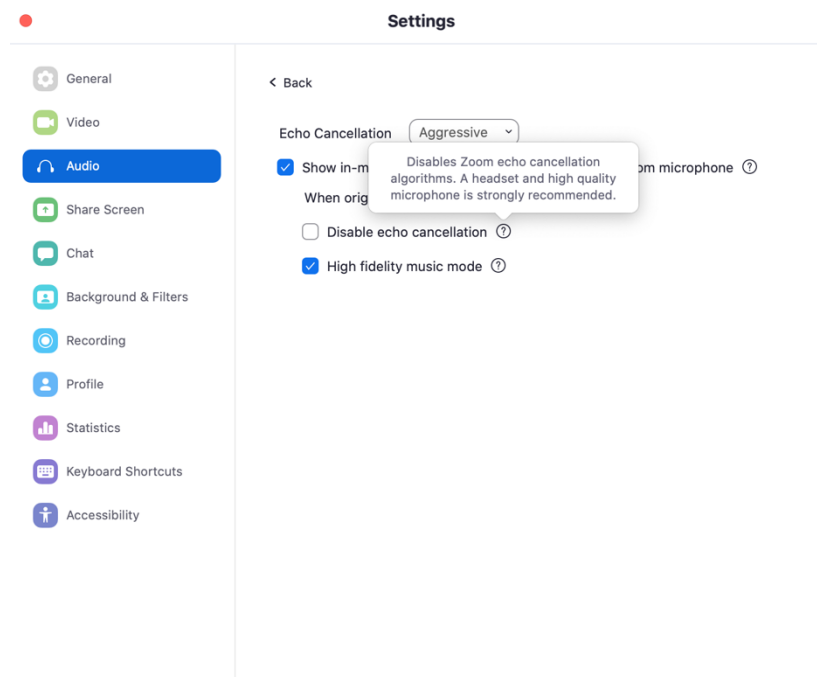 Settings
General
Video
Audio
Share Screen
Chat
Background & Filters
Recording
Profile
Statistics
Keyboard Shortcuts
Accessibility
< Back
Echo Cancellation Aggressive
Disables Zoom echo cancellation
algorithms. A headset and high quality
microphone is strongly recommended.
Show in-m microphone ?
When orig
Disable echo cancellation ?
High fidelity music mode ?